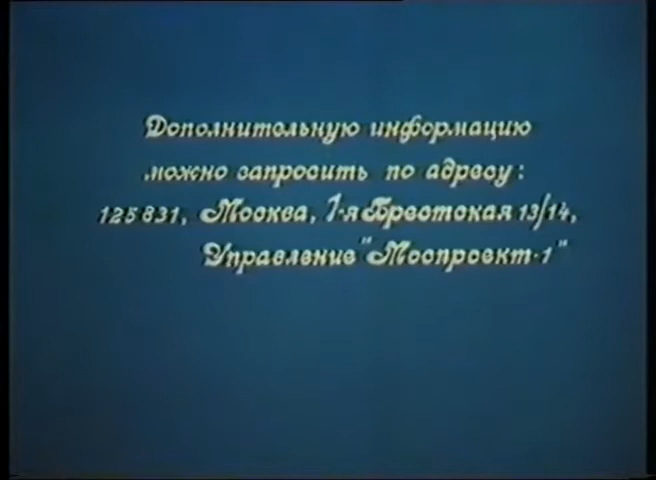 Дополнительную информацию
можно запросить по адресу:
125831, Москва, 1-я Брестская 13/14,
Управление "Моспроект-1"